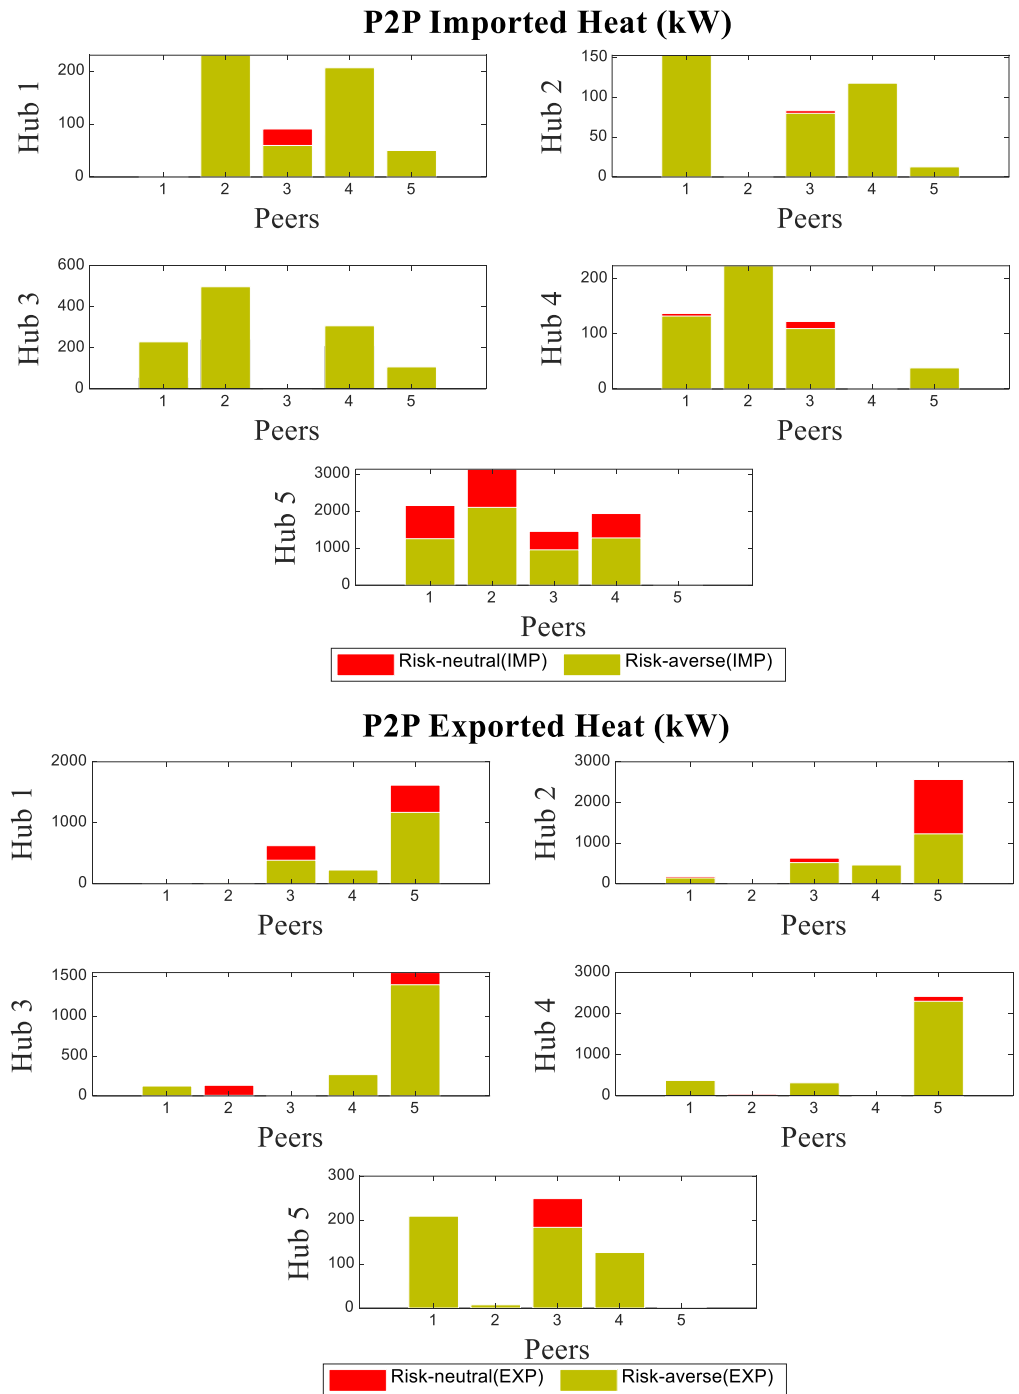 P2P Imported Heat (kW)
Hub 1
200
100
0
1 2 3 4 5
Peers
Hub 2
150
100
50
0
1 2 3 4 5
Peers
Hub 3
600
400
200
0
1 2 3 4 5
Peers
Hub 4
200
100
0
1 2 3 4 5
Peers
Hub 5
3000
2000
1000
0
1 2 3 4 5
Peers
Risk-neutral(IMP) Risk-averse(IMP)
P2P Exported Heat (kW)
Hub 1
2000
1000
0
1 2 3 4 5
Peers
Hub 2
3000
2000
1000
0
1 2 3 4 5
Peers
Hub 3
1500
1000
500
0
1 2 3 4 5
Peers
Hub 4
3000
2000
1000
0
1 2 3 4 5
Peers
Hub 5
300
200
100
0
1 2 3 4 5
Peers
Risk-neutral(EXP) Risk-averse(EXP)